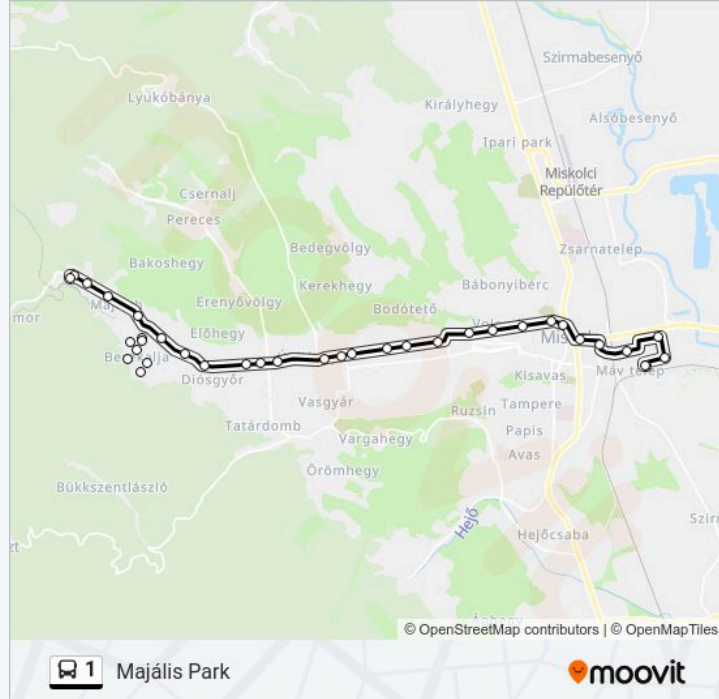 Szirmabesenyő
Lyukóbánya
Királyhegy
Alsóbesenyő
Ipari park
Miskolci
Repülőtér
Csernalj
Pereces
Bedegvölgy
Zsarnatelep
Bakoshegy
Kerekhegy
Bábonyibérc
Erenyővölgy
Bodótető
mor
Előhegy
Diósgyőr
Kisavas
Máv telep
Vasgyár
Ruzsin
Tampere
Tatárdomb
Vargahegy
Papis
Avas
Örömhegy
Bükkszentlászló
Szir
Hejő
Hejőcsaba
© OpenStreetMap contributors | © OpenMapTiles
1 Majális Park
moovit